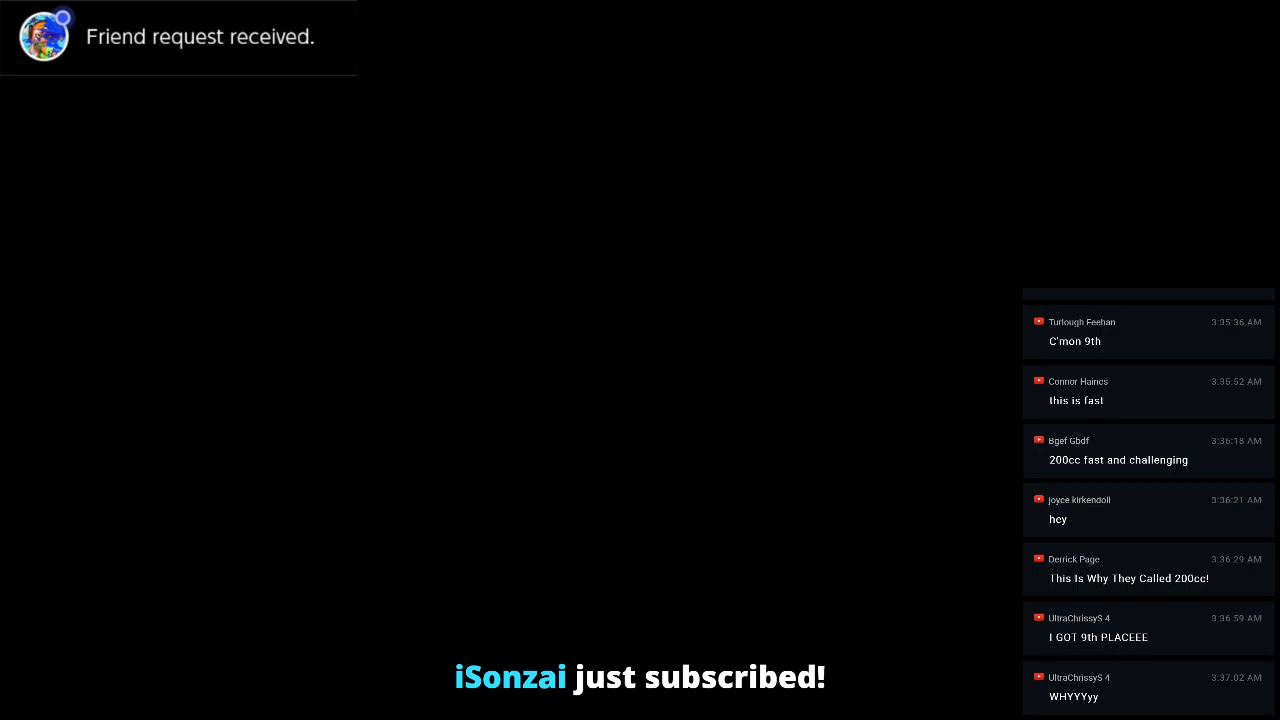 Friend request received.
Turlough Feehan 3:35:36 AM
C'mon 9th
Connor Haines 3:35:52 AM
this is fast
Bgef Gbdf 3:36:18 AM
200cc fast and challenging
joyce kirkendoll 3:36:21 AM
hey
Derrick Page 3:36:29 AM
This Is Why They Called 200cc!
UltraChrissyS 4 3:36:59 AM
I GOT 9th PLACEEE
UltraChrissyS 4 3:37:02 AM
WHYYYyy
iSonzai just subscribed!